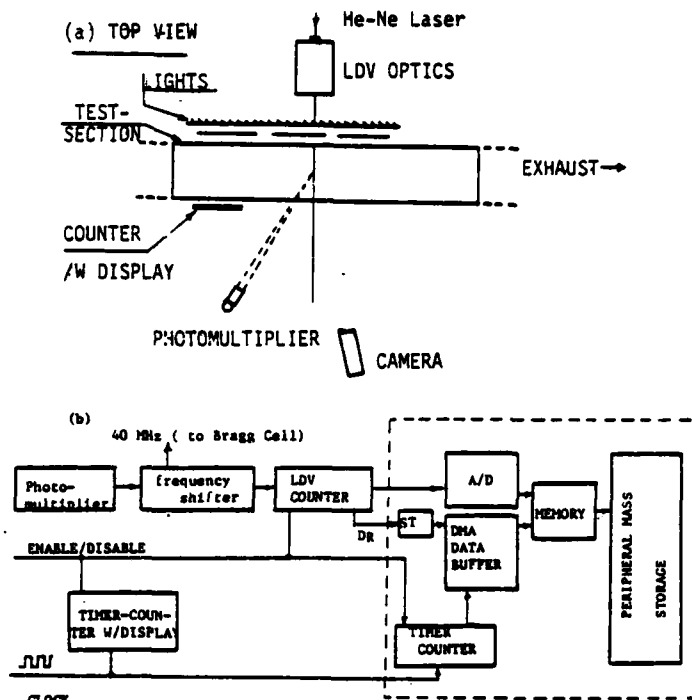 (a) TOP VIEW
He-Ne Laser
LDV OPTICS
LIGHTS
TEST-
SECTION
EXHAUST
COUNTER
/W DISPLAY
PHOTOMULTIPLIER
CAMERA
(b)
40 MHz ( to Bragg Cell)
Photo-
multiplier
frequency
shifter
LDV
COUNTER
A/D
MEMORY
PERIPHERAL MASS
STORAGE
DR
ST
DMA
DATA
BUFFER
ENABLE/DISABLE
TIMER-COUN-
TER W/DISPLAY
TIMER
COUNTER
CLOCK